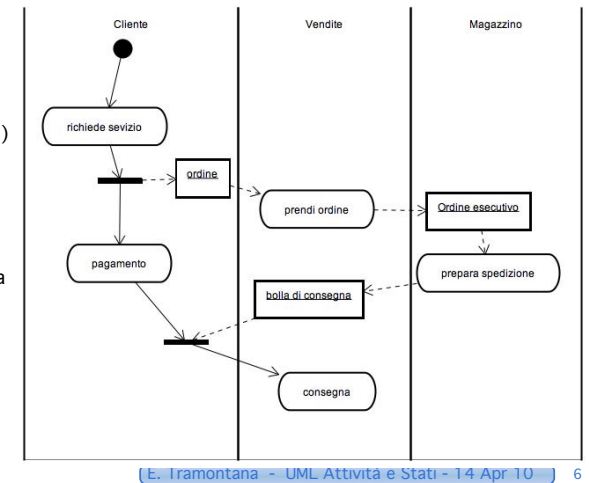 Cliente
Vendite
Magazzino
richiede sevizio
)
ordine
Ordine esecutivo
prendi ordine
pagamento
prepara spedizione
a
bolla di consegna
consegna
E. Tramontana - UML Attività e Stati - 14 Apr 10
6